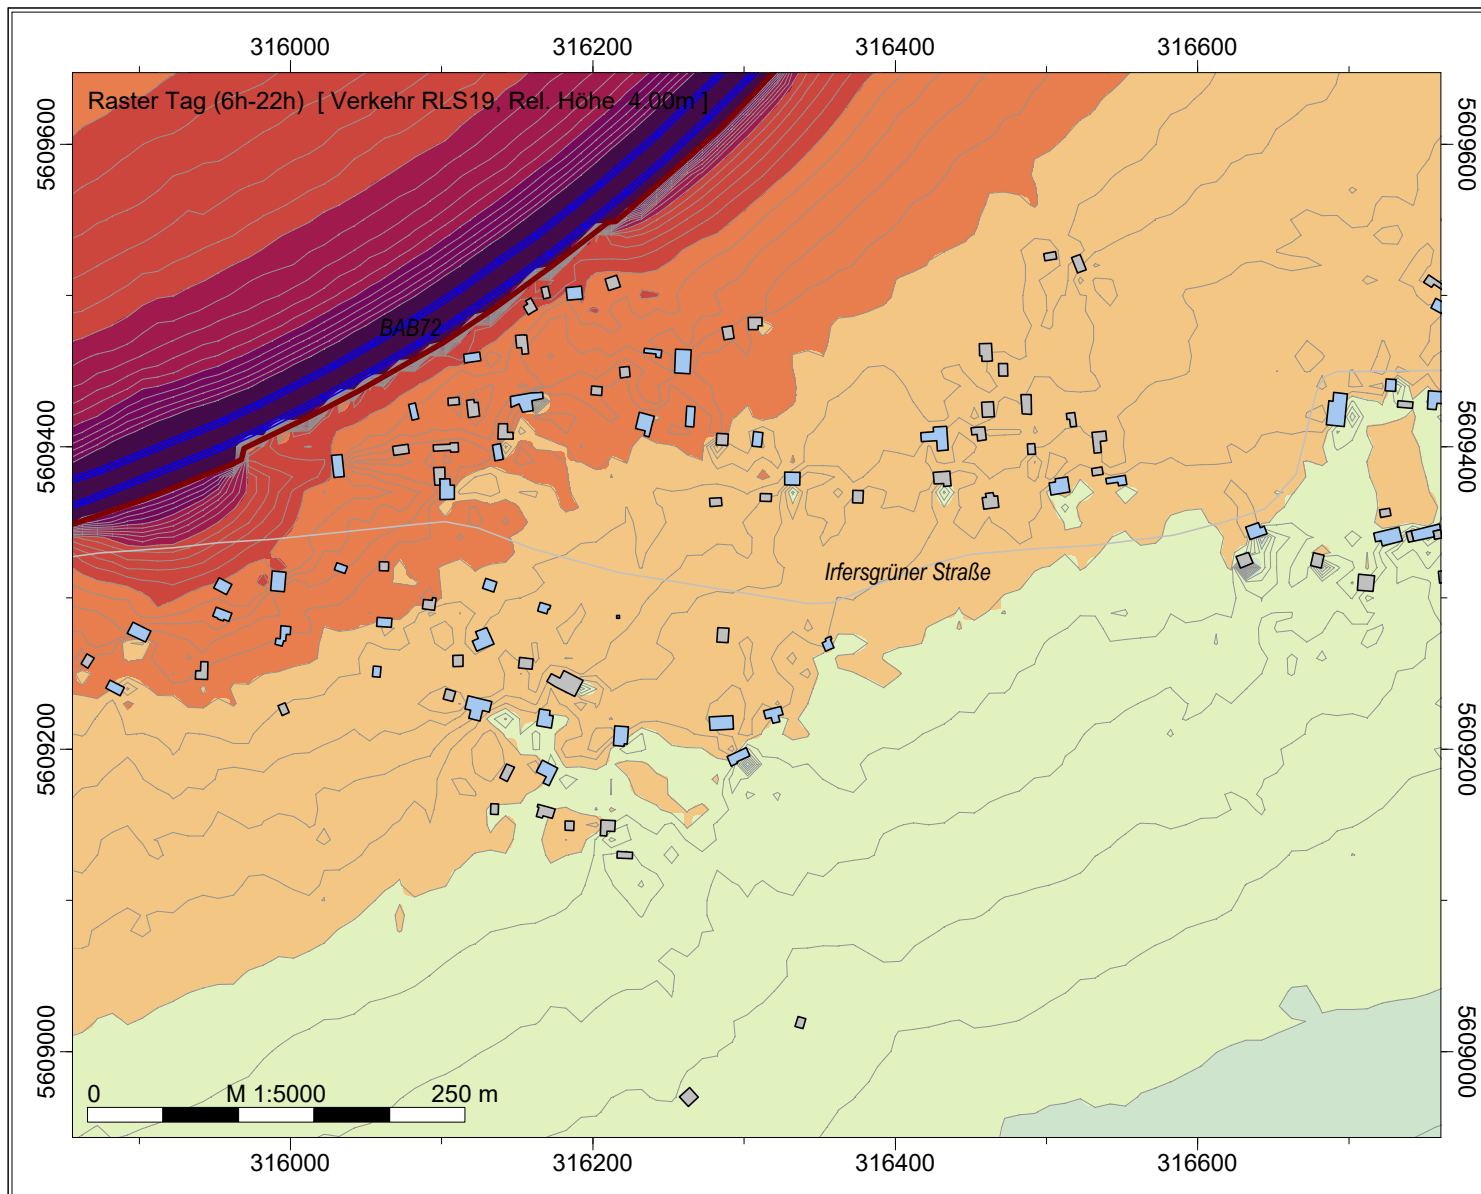 316000 316200 316400 316600
Raster Tag (6h-22h) [ Verkehr RLS19, Rel. Höhe 4.00m ]
5609600 5609600
BAB72
5609400 5609400
Irfersgrüner Straße
5609200 5609200
5609000 5609000
0 M 1:5000 250 m
316000 316200 316400 316600